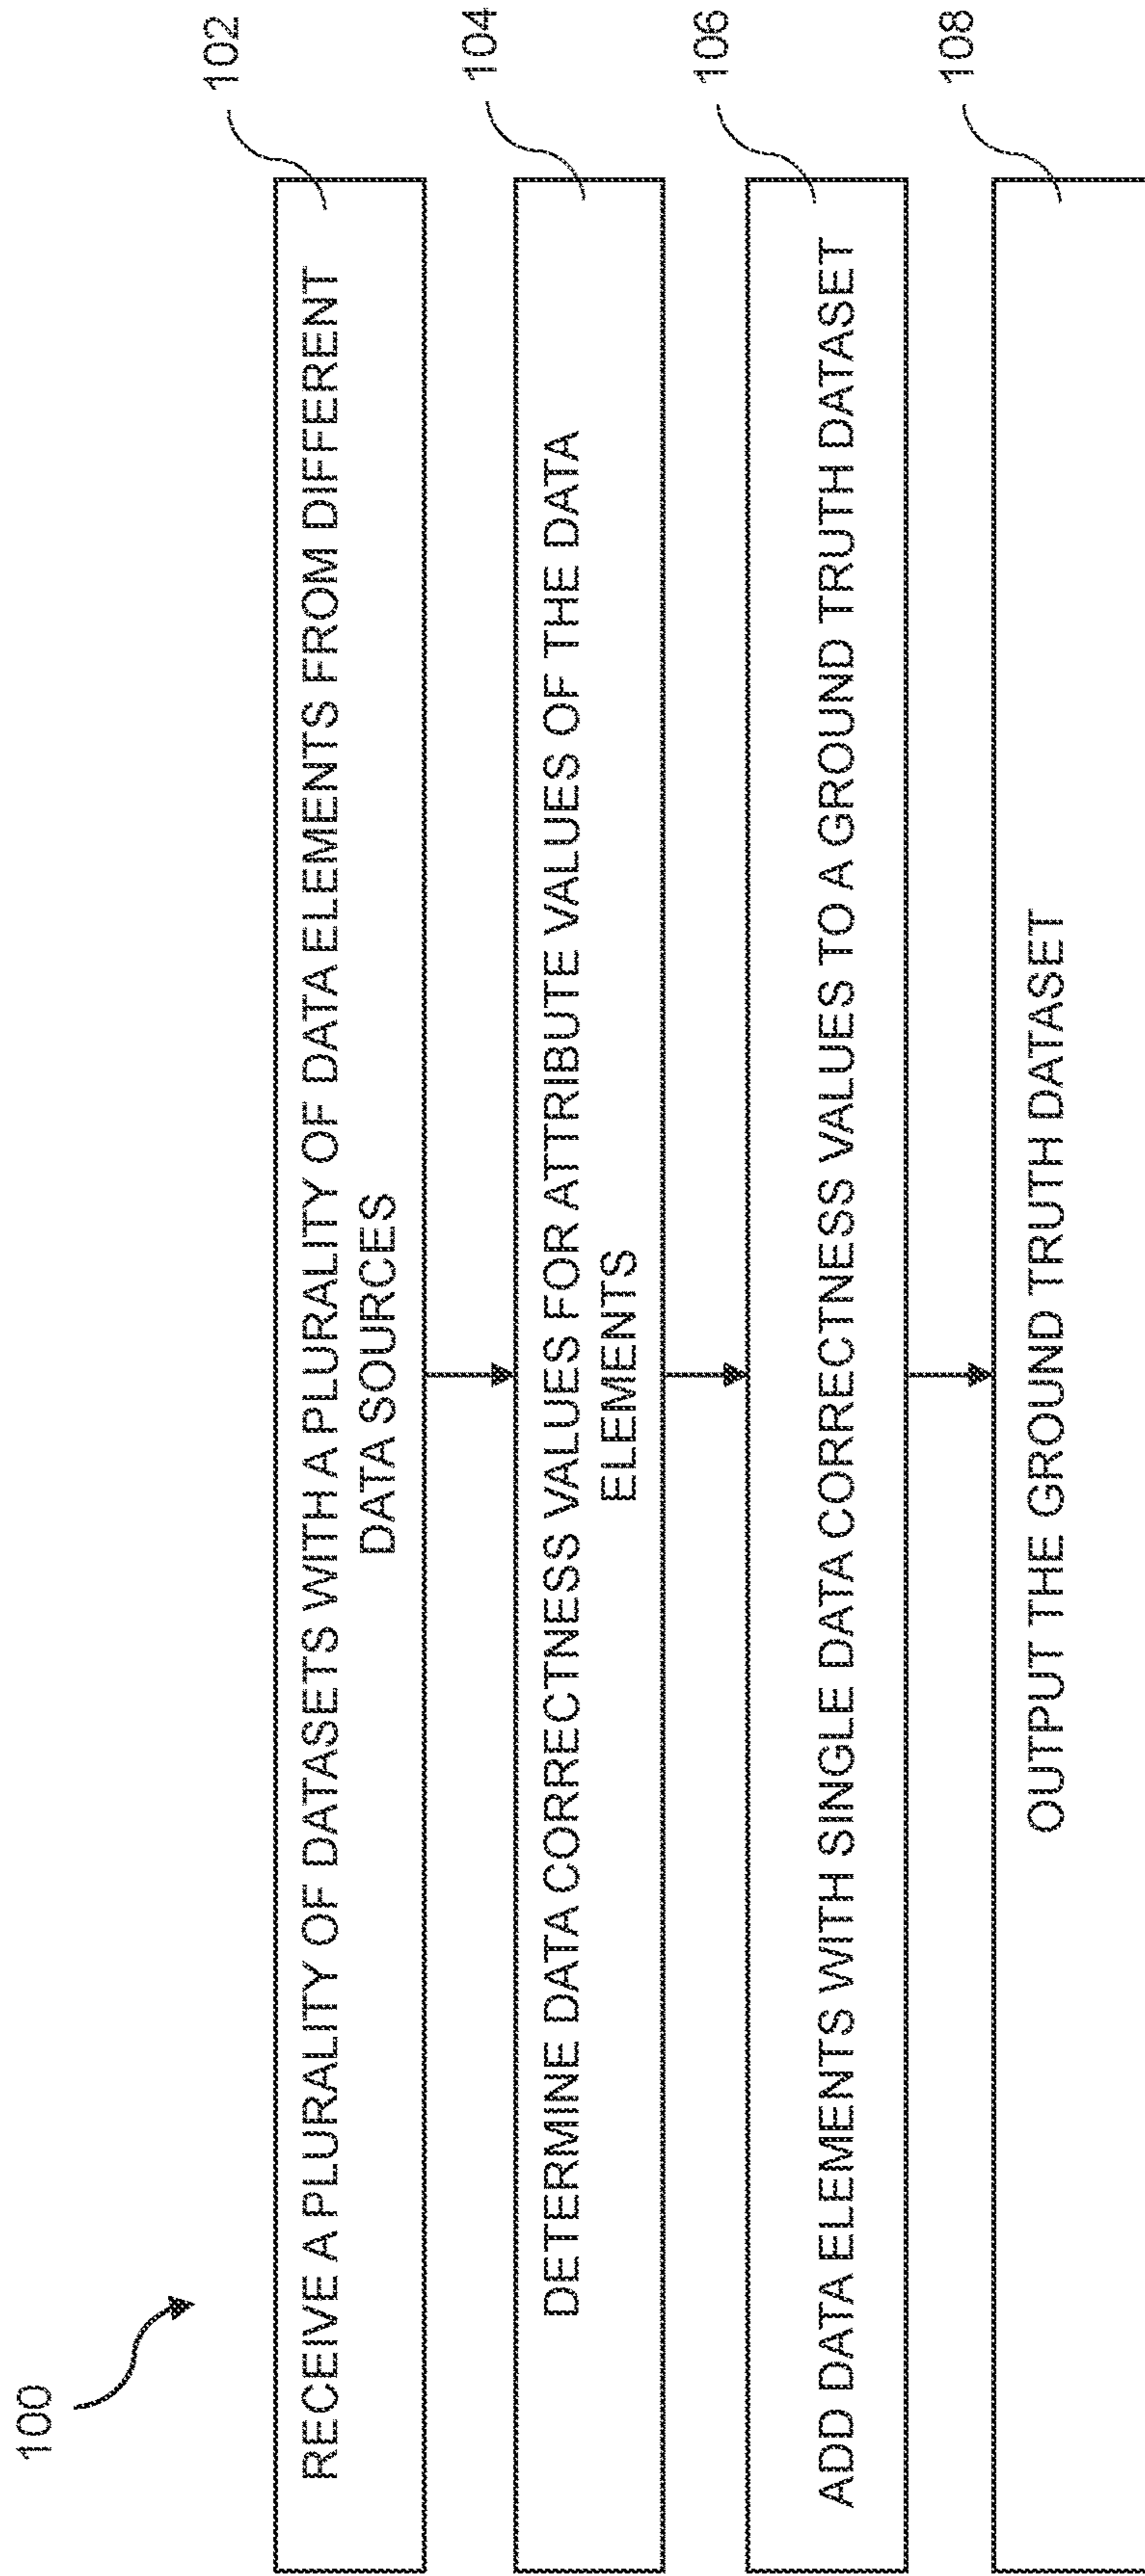 100
RECEIVE A PLURALITY OF DATASETS WITH A PLURALITY OF DATA ELEMENTS FROM DIFFERENT
DATA SOURCES
102
DETERMINE DATA CORRECTNESS VALUES FOR ATTRIBUTE VALUES OF THE DATA
ELEMENTS
104
ADD DATA ELEMENTS WITH SINGLE DATA CORRECTNESS VALUES TO A GROUND TRUTH DATASET
106
OUTPUT THE GROUND TRUTH DATASET
108